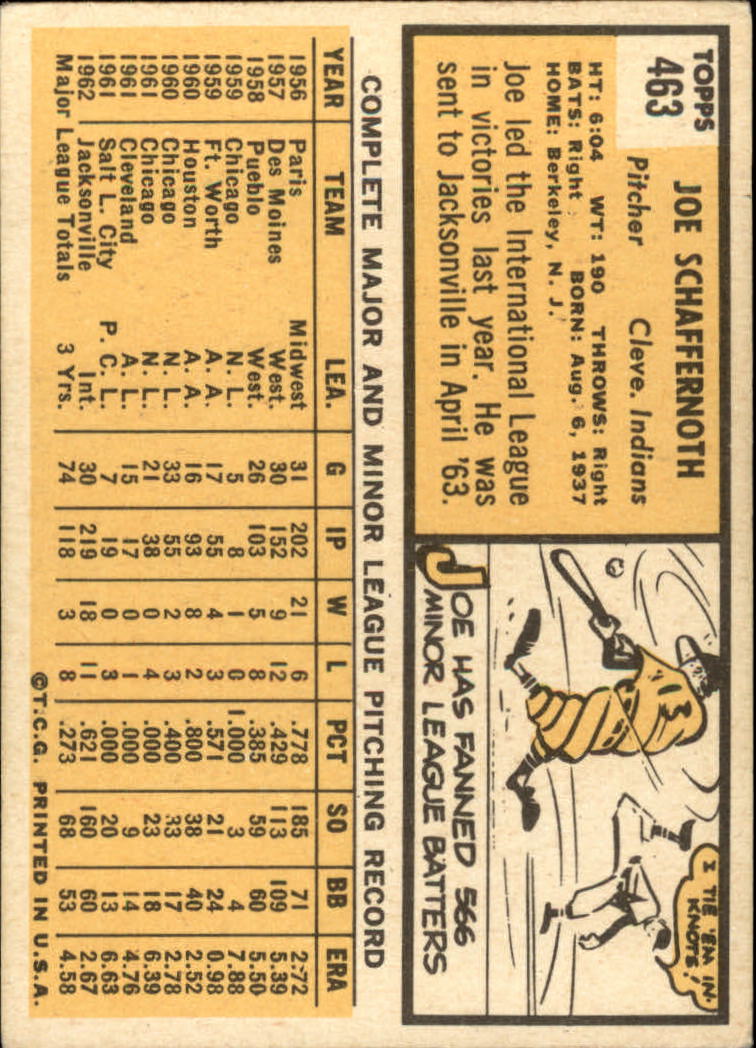 TOPPS
463
JOE SCHAFFERNOTH
Pitcher Cleve. Indians
HT: 6:04 WT: 190 THROWS: Right
BATS: Right BORN: Aug. 6, 1937
HOME: Berkeley, N. J.
Joe led the International League
in victories last year. He was
sent to Jacksonville in April '63.
I TIE 'EM IN
KNOTS!
JOE HAS FANNED 566
MINOR LEAGUE BATTERS
COMPLETE MAJOR AND MINOR LEAGUE PITCHING RECORD
YEAR TEAM LEA. G IP W L PCT SO BB ERA
1956 Paris Midwest 31 202 21 6 .778 185 71 2.72
1957 Des Moines West. 30 152 9 12 .429 113 109 5.39
1958 Pueblo West. 26 103 5 8 .385 59 60 5.50
1959 Chicago N. L. 5 8 1 0 1.000 3 4 7.88
1959 Ft. Worth A. A. 17 55 4 3 .571 21 24 0.98
1960 Houston A. A. 16 93 8 2 .800 38 40 2.52
1960 Chicago N. L. 33 55 2 3 .400 33 17 2.78
1961 Chicago N. L. 21 38 0 4 .000 23 18 6.39
1961 Cleveland A. L. 15 17 0 1 .000 9 14 4.76
1961 Salt L. City P. C. L. 7 19 0 3 .000 20 13 6.63
1962 Jacksonville Int. 30 219 18 11 .621 160 60 2.67
Major League Totals 3 Yrs. 74 118 3 8 .273 68 53 4.58
©T.C.G. PRINTED IN U.S.A.